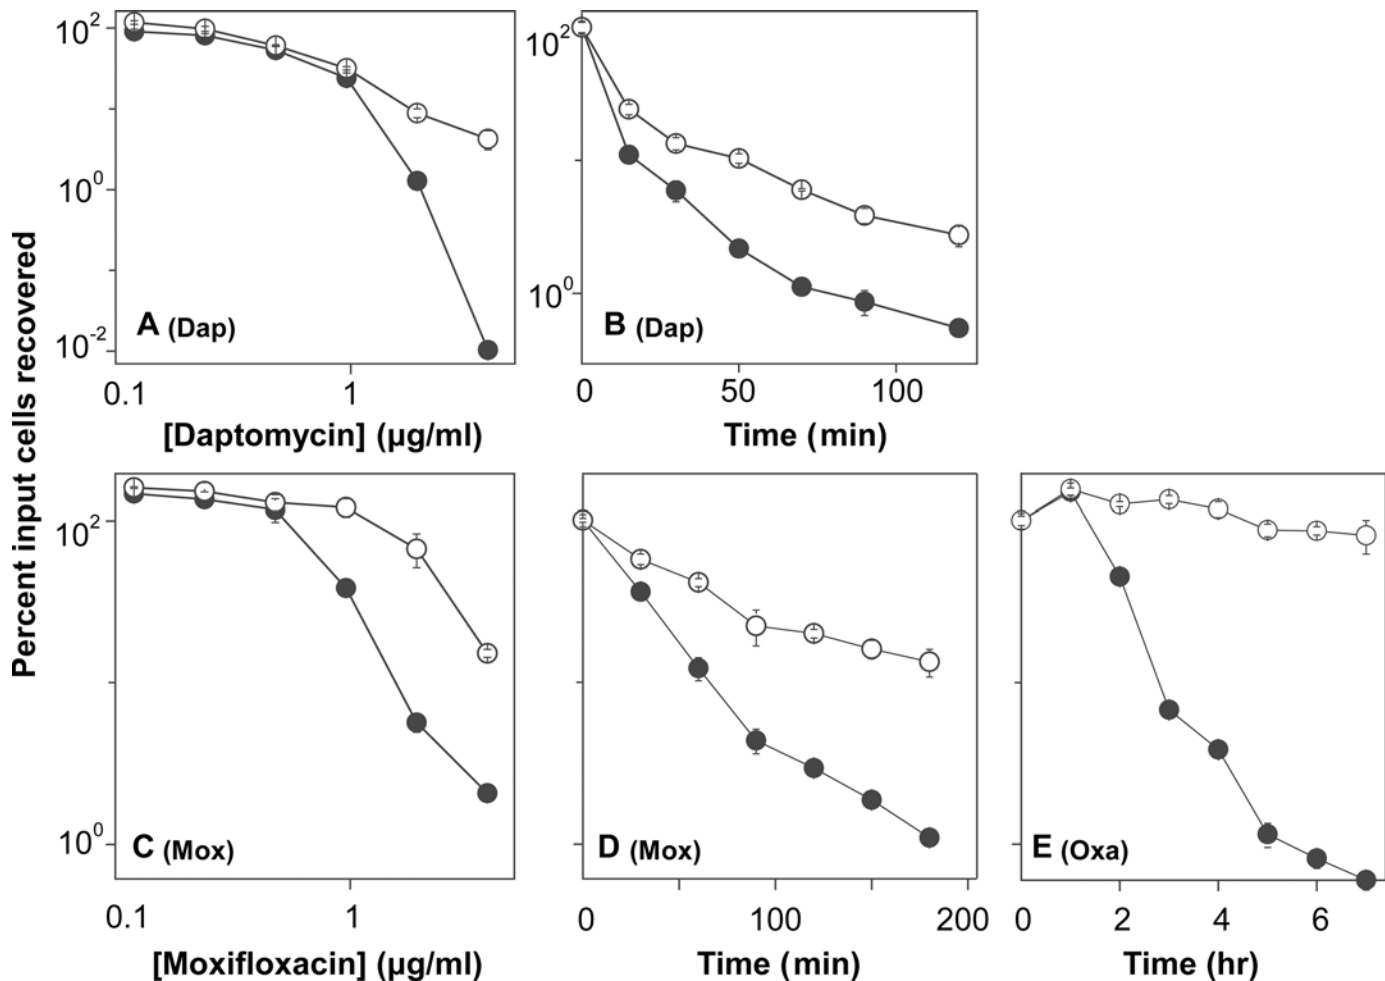 Percent input cells recovered
10²
10⁰
10⁻²
A (Dap)
0.1 1
[Daptomycin] (µg/ml)
10²
10⁰
B (Dap)
0 50 100
Time (min)
10²
10⁰
C (Mox)
0.1 1
[Moxifloxacin] (µg/ml)
D (Mox)
0 100 200
Time (min)
E (Oxa)
0 2 4 6
Time (hr)